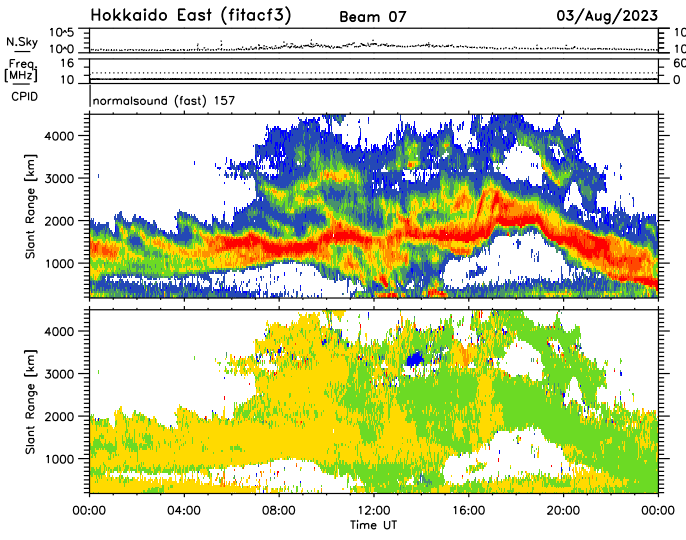 Hokkaido East (fitacf3) Beam 07 03/Aug/2023
N.Sky 10^5 10^0 10 10
Freq. [MHz] 16 10 60 0
CPID normalsound (fast) 157
Slant Range [km] 4000 3000 2000 1000
Slant Range [km] 4000 3000 2000 1000
00:00 04:00 08:00 12:00 16:00 20:00 00:00
Time UT